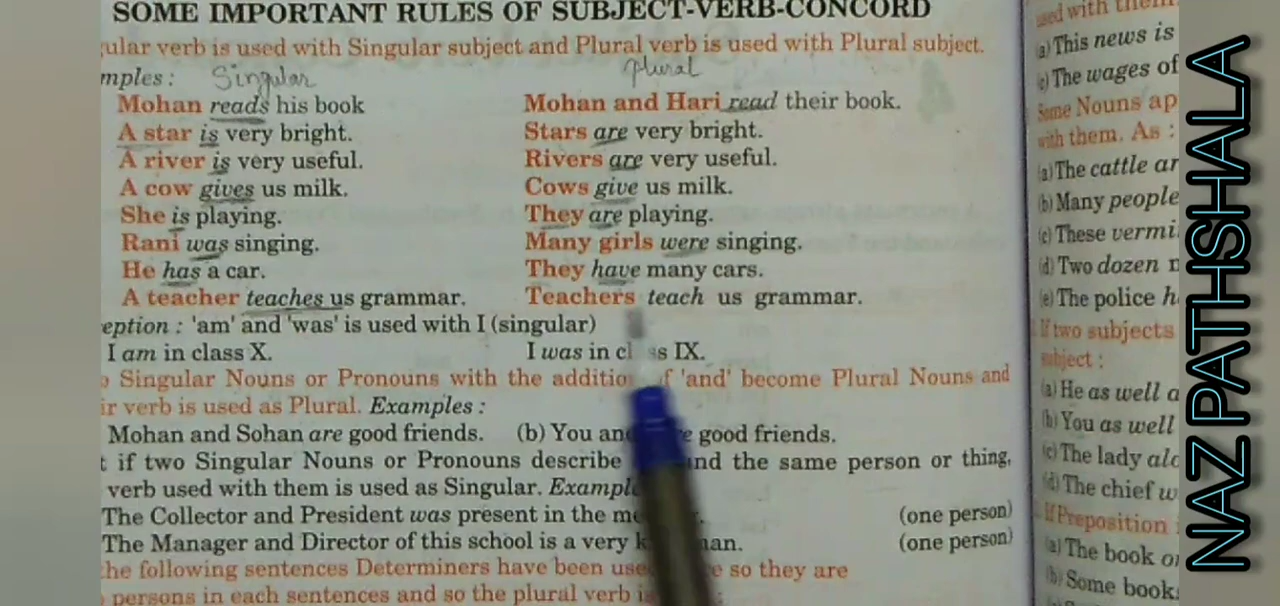 SOME IMPORTANT RULES OF SUBJECT-VERB-CONCORD
ular verb is used with Singular subject and Plural verb is used with Plural subject.
mples : Singular plural
Mohan reads his book Mohan and Hari read their book.
A star is very bright. Stars are very bright.
A river is very useful. Rivers are very useful.
A cow gives us milk. Cows give us milk.
She is playing. They are playing.
Rani was singing. Many girls were singing.
He has a car. They have many cars.
A teacher teaches us grammar. Teachers teach us grammar.
eption : 'am' and 'was' is used with I (singular)
I am in class X. I was in cl s IX.
Singular Nouns or Pronouns with the additio f 'and' become Plural Nouns and
ir verb is used as Plural. Examples :
Mohan and Sohan are good friends. (b) You an e good friends.
t if two Singular Nouns or Pronouns describe nd the same person or thing,
verb used with them is used as Singular. Exampl
The Collector and President was present in the me (one person)
The Manager and Director of this school is a very k man. (one person)
he following sentences Determiners have been use e so they are
persons in each sentences and so the plural verb i
used with them
(a) This news is
(c) The wages of
Some Nouns ap
with them. As :
(a) The cattle ar
(b) Many people
(c) These vermi
(d) Two dozen
(e) The police h
If two subjects
subject :
(a) He as well a
(b) You as well
(c) The lady alo
(d) The chief w
If Preposition
(a) The book o
(b) Some book
NAZ PATHSHALA